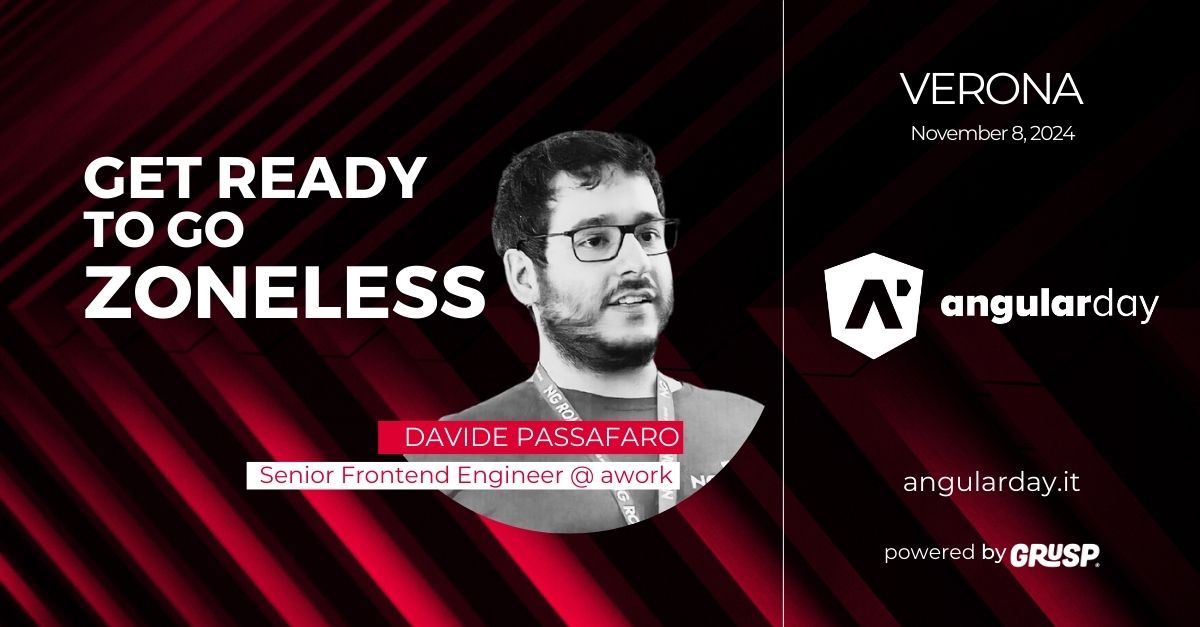 GET READY
TO GO
ZONELESS
DAVIDE PASSAFARO
Senior Frontend Engineer @ awork
VERONA
November 8, 2024
angularday
angularday.it
powered by GRUSP